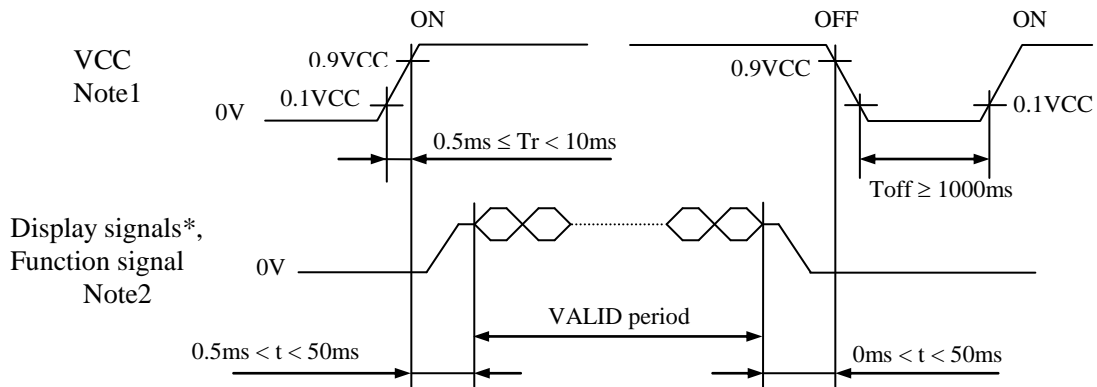 ON
OFF
ON
VCC
Note1
0.9VCC
0.9VCC
0.1VCC
0.1VCC
0V
0.5ms ≤ Tr < 10ms
Toff ≥ 1000ms
Display signals*,
Function signal
Note2
0V
VALID period
0.5ms < t < 50ms
0ms < t < 50ms